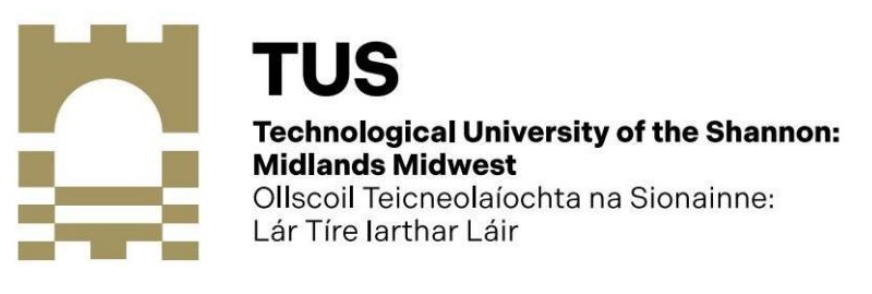 TUS
Technological University of the Shannon:
Midlands Midwest
Ollscoil Teicneolaíochta na Sionainne:
Lár Tíre Iarthar Láir